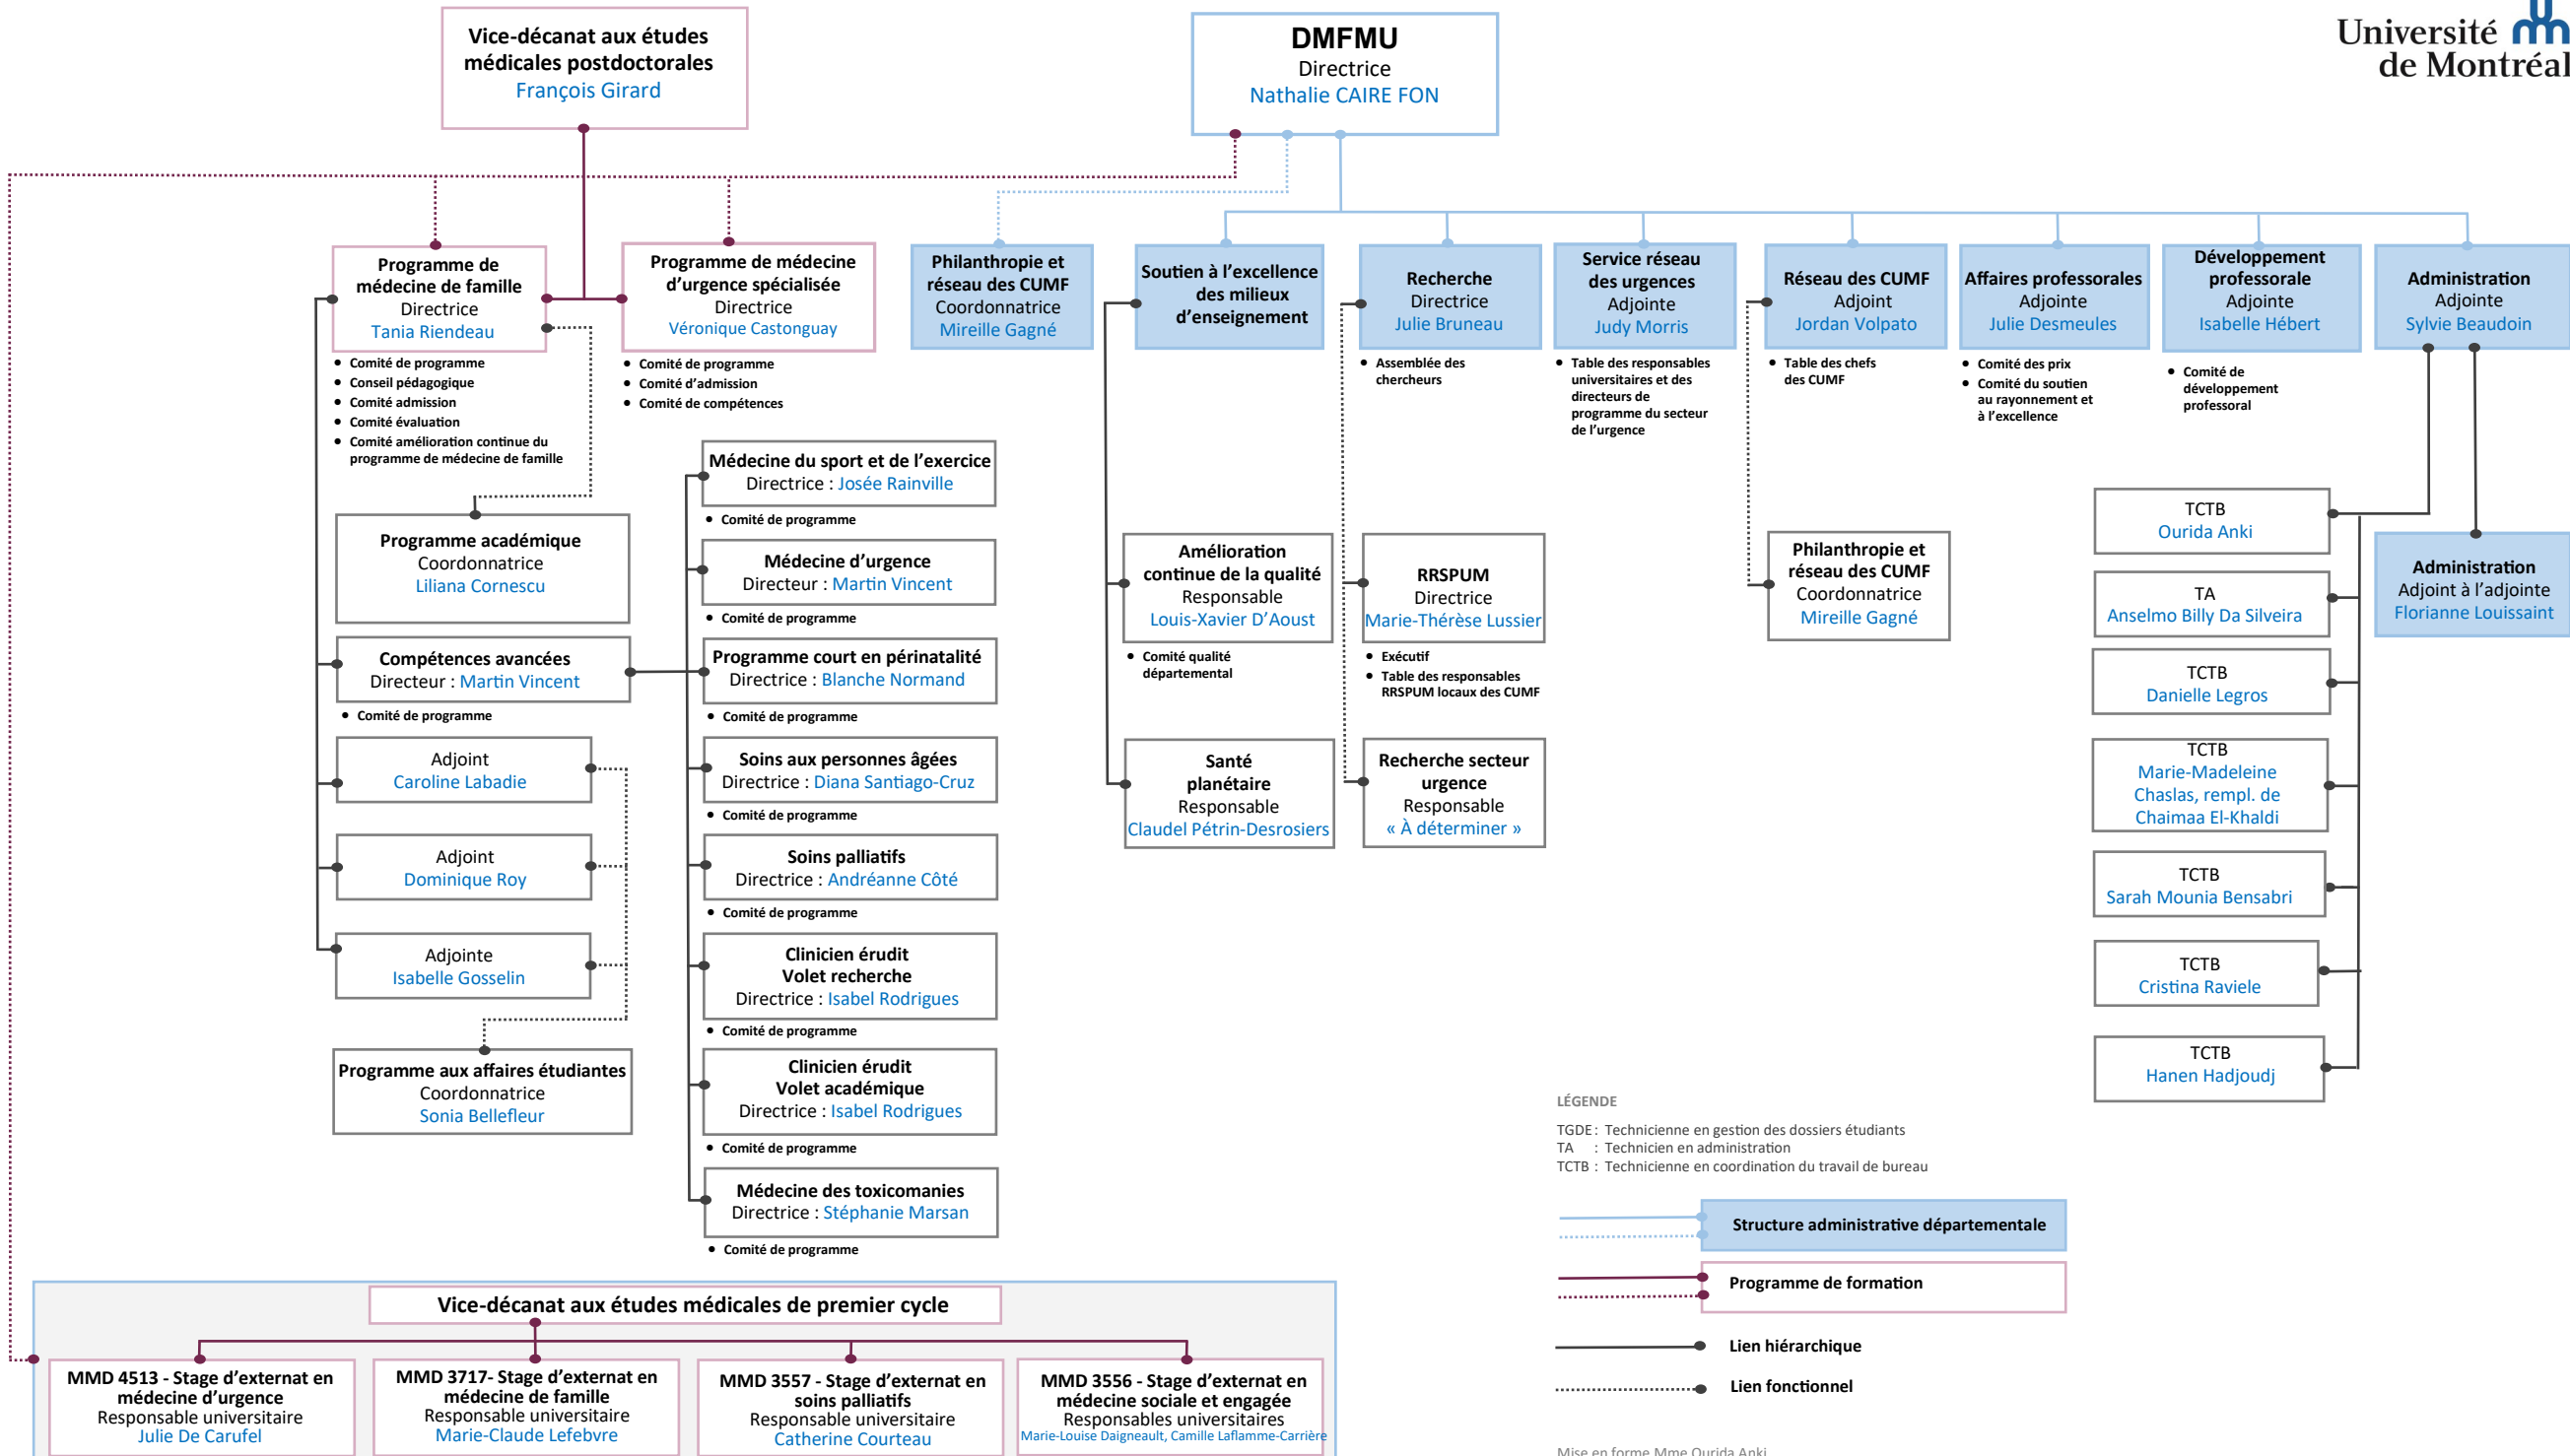 Université
de Montréal
Vice-décanat aux études
médicales postdoctorales
François Girard
DMFMU
Directrice
Nathalie CAIRE FON
Programme de
médecine de famille
Directrice
Tania Riendeau
• Comité de programme
• Conseil pédagogique
• Comité admission
• Comité évaluation
• Comité amélioration continue du
programme de médecine de famille
Programme de médecine
d'urgence spécialisée
Directrice
Véronique Castonguay
• Comité de programme
• Comité d'admission
• Comité de compétences
Philanthropie et
réseau des CUMF
Coordonnatrice
Mireille Gagné
Soutien à l'excellence
des milieux
d'enseignement
Recherche
Directrice
Julie Bruneau
• Assemblée des
chercheurs
Service réseau
des urgences
Adjointe
Judy Morris
• Table des responsables
universitaires et des
directeurs de
programme du secteur
de l'urgence
Réseau des CUMF
Adjoint
Jordan Volpato
• Table des chefs
des CUMF
Affaires professorales
Adjointe
Julie Desmeules
• Comité des prix
• Comité du soutien
au rayonnement et
à l'excellence
Développement
professorale
Adjointe
Isabelle Hébert
• Comité de
développement
professoral
Administration
Adjointe
Sylvie Beaudoin
Programme académique
Coordonnatrice
Liliana Cornescu
Compétences avancées
Directeur : Martin Vincent
• Comité de programme
Adjoint
Caroline Labadie
Adjoint
Dominique Roy
Adjointe
Isabelle Gosselin
Programme aux affaires étudiantes
Coordonnatrice
Sonia Bellefleur
Médecine du sport et de l'exercice
Directrice : Josée Rainville
• Comité de programme
Médecine d'urgence
Directeur : Martin Vincent
• Comité de programme
Programme court en périnatalité
Directrice : Blanche Normand
• Comité de programme
Soins aux personnes âgées
Directrice : Diana Santiago-Cruz
• Comité de programme
Soins palliatifs
Directrice : Andréanne Côté
• Comité de programme
Clinicien érudit
Volet recherche
Directrice : Isabel Rodrigues
• Comité de programme
Clinicien érudit
Volet académique
Directrice : Isabel Rodrigues
• Comité de programme
Médecine des toxicomanies
Directrice : Stéphanie Marsan
• Comité de programme
Amélioration
continue de la qualité
Responsable
Louis-Xavier D'Aoust
• Comité qualité
départemental
Santé
planétaire
Responsable
Claudel Pétrin-Desrosiers
RRSPUM
Directrice
Marie-Thérèse Lussier
• Exécutif
• Table des responsables
RRSPUM locaux des CUMF
Recherche secteur
urgence
Responsable
« À déterminer »
Philanthropie et
réseau des CUMF
Coordonnatrice
Mireille Gagné
TCTB
Ourida Anki
TA
Anselmo Billy Da Silveira
TCTB
Danielle Legros
TCTB
Marie-Madeleine
Chaslas, rempl. de
Chaimaa El-Khaldi
TCTB
Sarah Mounia Bensabri
TCTB
Cristina Raviele
TCTB
Hanen Hadjoudj
Administration
Adjoint à l'adjointe
Florianne Louissaint
LÉGENDE
TGDE : Technicienne en gestion des dossiers étudiants
TA : Technicien en administration
TCTB : Technicienne en coordination du travail de bureau
Structure administrative départementale
Programme de formation
Lien hiérarchique
Lien fonctionnel
Vice-décanat aux études médicales de premier cycle
MMD 4513 - Stage d'externat en
médecine d'urgence
Responsable universitaire
Julie De Carufel
MMD 3717- Stage d'externat en
médecine de famille
Responsable universitaire
Marie-Claude Lefebvre
MMD 3557 - Stage d'externat en
soins palliatifs
Responsable universitaire
Catherine Courteau
MMD 3556 - Stage d'externat en
médecine sociale et engagée
Responsables universitaires
Marie-Louise Daigneault, Camille Laflamme-Carrière
Mise en forme Mme Ourida Anki